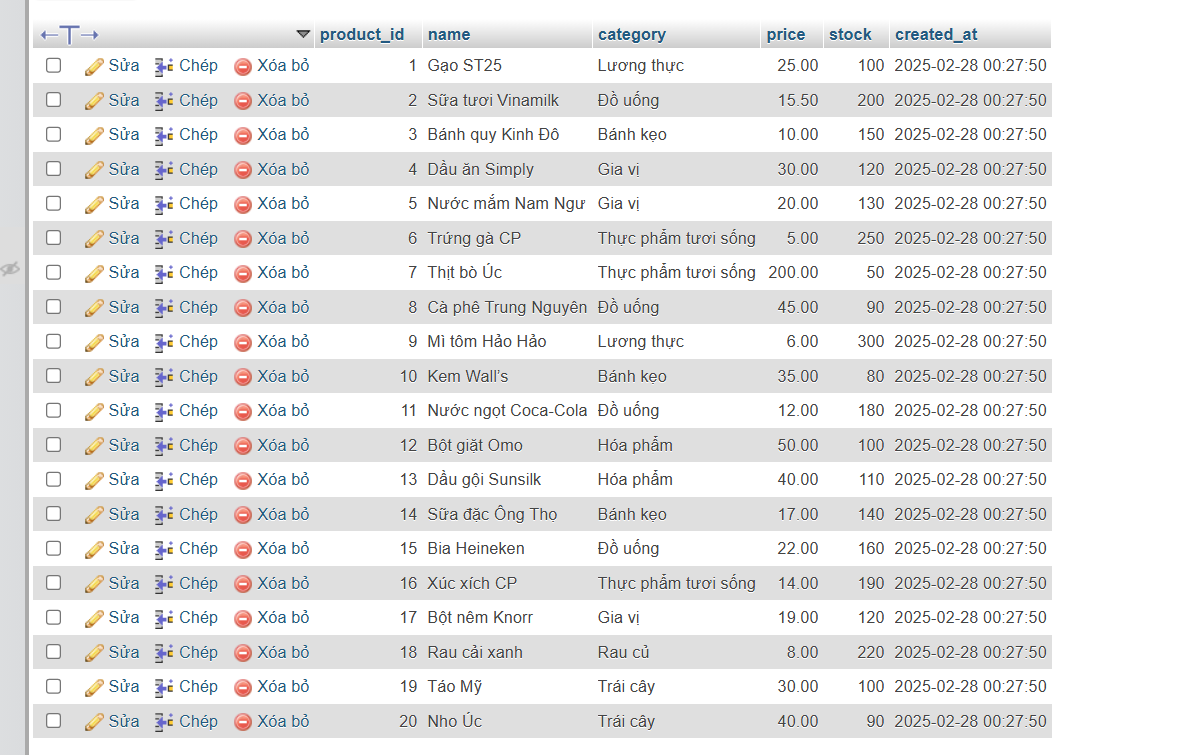 product_id name category price stock created_at
Sửa Chép Xóa bỏ 1 Gạo ST25 Lương thực 25.00 100 2025-02-28 00:27:50
Sửa Chép Xóa bỏ 2 Sữa tươi Vinamilk Đồ uống 15.50 200 2025-02-28 00:27:50
Sửa Chép Xóa bỏ 3 Bánh quy Kinh Đô Bánh kẹo 10.00 150 2025-02-28 00:27:50
Sửa Chép Xóa bỏ 4 Dầu ăn Simply Gia vị 30.00 120 2025-02-28 00:27:50
Sửa Chép Xóa bỏ 5 Nước mắm Nam Ngư Gia vị 20.00 130 2025-02-28 00:27:50
Sửa Chép Xóa bỏ 6 Trứng gà CP Thực phẩm tươi sống 5.00 250 2025-02-28 00:27:50
Sửa Chép Xóa bỏ 7 Thịt bò Úc Thực phẩm tươi sống 200.00 50 2025-02-28 00:27:50
Sửa Chép Xóa bỏ 8 Cà phê Trung Nguyên Đồ uống 45.00 90 2025-02-28 00:27:50
Sửa Chép Xóa bỏ 9 Mì tôm Hảo Hảo Lương thực 6.00 300 2025-02-28 00:27:50
Sửa Chép Xóa bỏ 10 Kem Wall's Bánh kẹo 35.00 80 2025-02-28 00:27:50
Sửa Chép Xóa bỏ 11 Nước ngọt Coca-Cola Đồ uống 12.00 180 2025-02-28 00:27:50
Sửa Chép Xóa bỏ 12 Bột giặt Omo Hóa phẩm 50.00 100 2025-02-28 00:27:50
Sửa Chép Xóa bỏ 13 Dầu gội Sunsilk Hóa phẩm 40.00 110 2025-02-28 00:27:50
Sửa Chép Xóa bỏ 14 Sữa đặc Ông Thọ Bánh kẹo 17.00 140 2025-02-28 00:27:50
Sửa Chép Xóa bỏ 15 Bia Heineken Đồ uống 22.00 160 2025-02-28 00:27:50
Sửa Chép Xóa bỏ 16 Xúc xích CP Thực phẩm tươi sống 14.00 190 2025-02-28 00:27:50
Sửa Chép Xóa bỏ 17 Bột nêm Knorr Gia vị 19.00 120 2025-02-28 00:27:50
Sửa Chép Xóa bỏ 18 Rau cải xanh Rau củ 8.00 220 2025-02-28 00:27:50
Sửa Chép Xóa bỏ 19 Táo Mỹ Trái cây 30.00 100 2025-02-28 00:27:50
Sửa Chép Xóa bỏ 20 Nho Úc Trái cây 40.00 90 2025-02-28 00:27:50